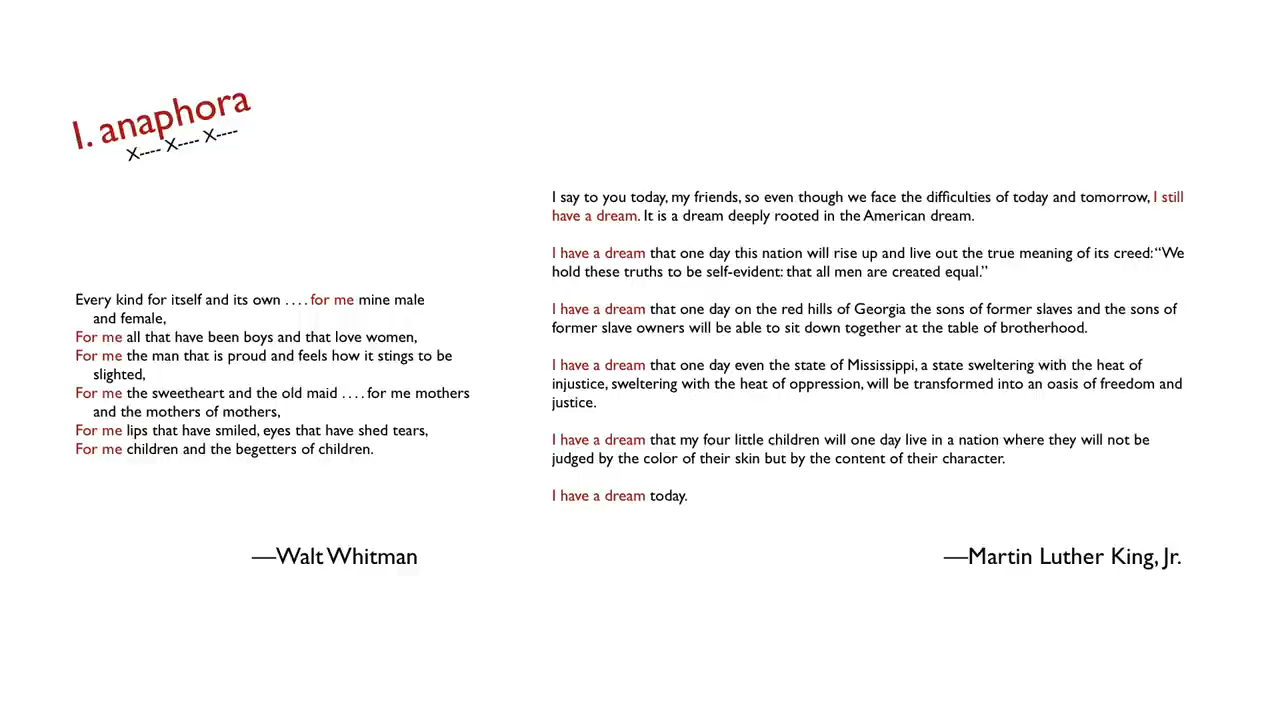 I. anaphora
X---- X---- X----
Every kind for itself and its own . . . . for me mine male
and female,
For me all that have been boys and that love women,
For me the man that is proud and feels how it stings to be
slighted,
For me the sweetheart and the old maid . . . . for me mothers
and the mothers of mothers,
For me lips that have smiled, eyes that have shed tears,
For me children and the begetters of children.
—Walt Whitman
I say to you today, my friends, so even though we face the difficulties of today and tomorrow, I still
have a dream. It is a dream deeply rooted in the American dream.
I have a dream that one day this nation will rise up and live out the true meaning of its creed: “We
hold these truths to be self-evident: that all men are created equal.”
I have a dream that one day on the red hills of Georgia the sons of former slaves and the sons of
former slave owners will be able to sit down together at the table of brotherhood.
I have a dream that one day even the state of Mississippi, a state sweltering with the heat of
injustice, sweltering with the heat of oppression, will be transformed into an oasis of freedom and
justice.
I have a dream that my four little children will one day live in a nation where they will not be
judged by the color of their skin but by the content of their character.
I have a dream today.
—Martin Luther King, Jr.